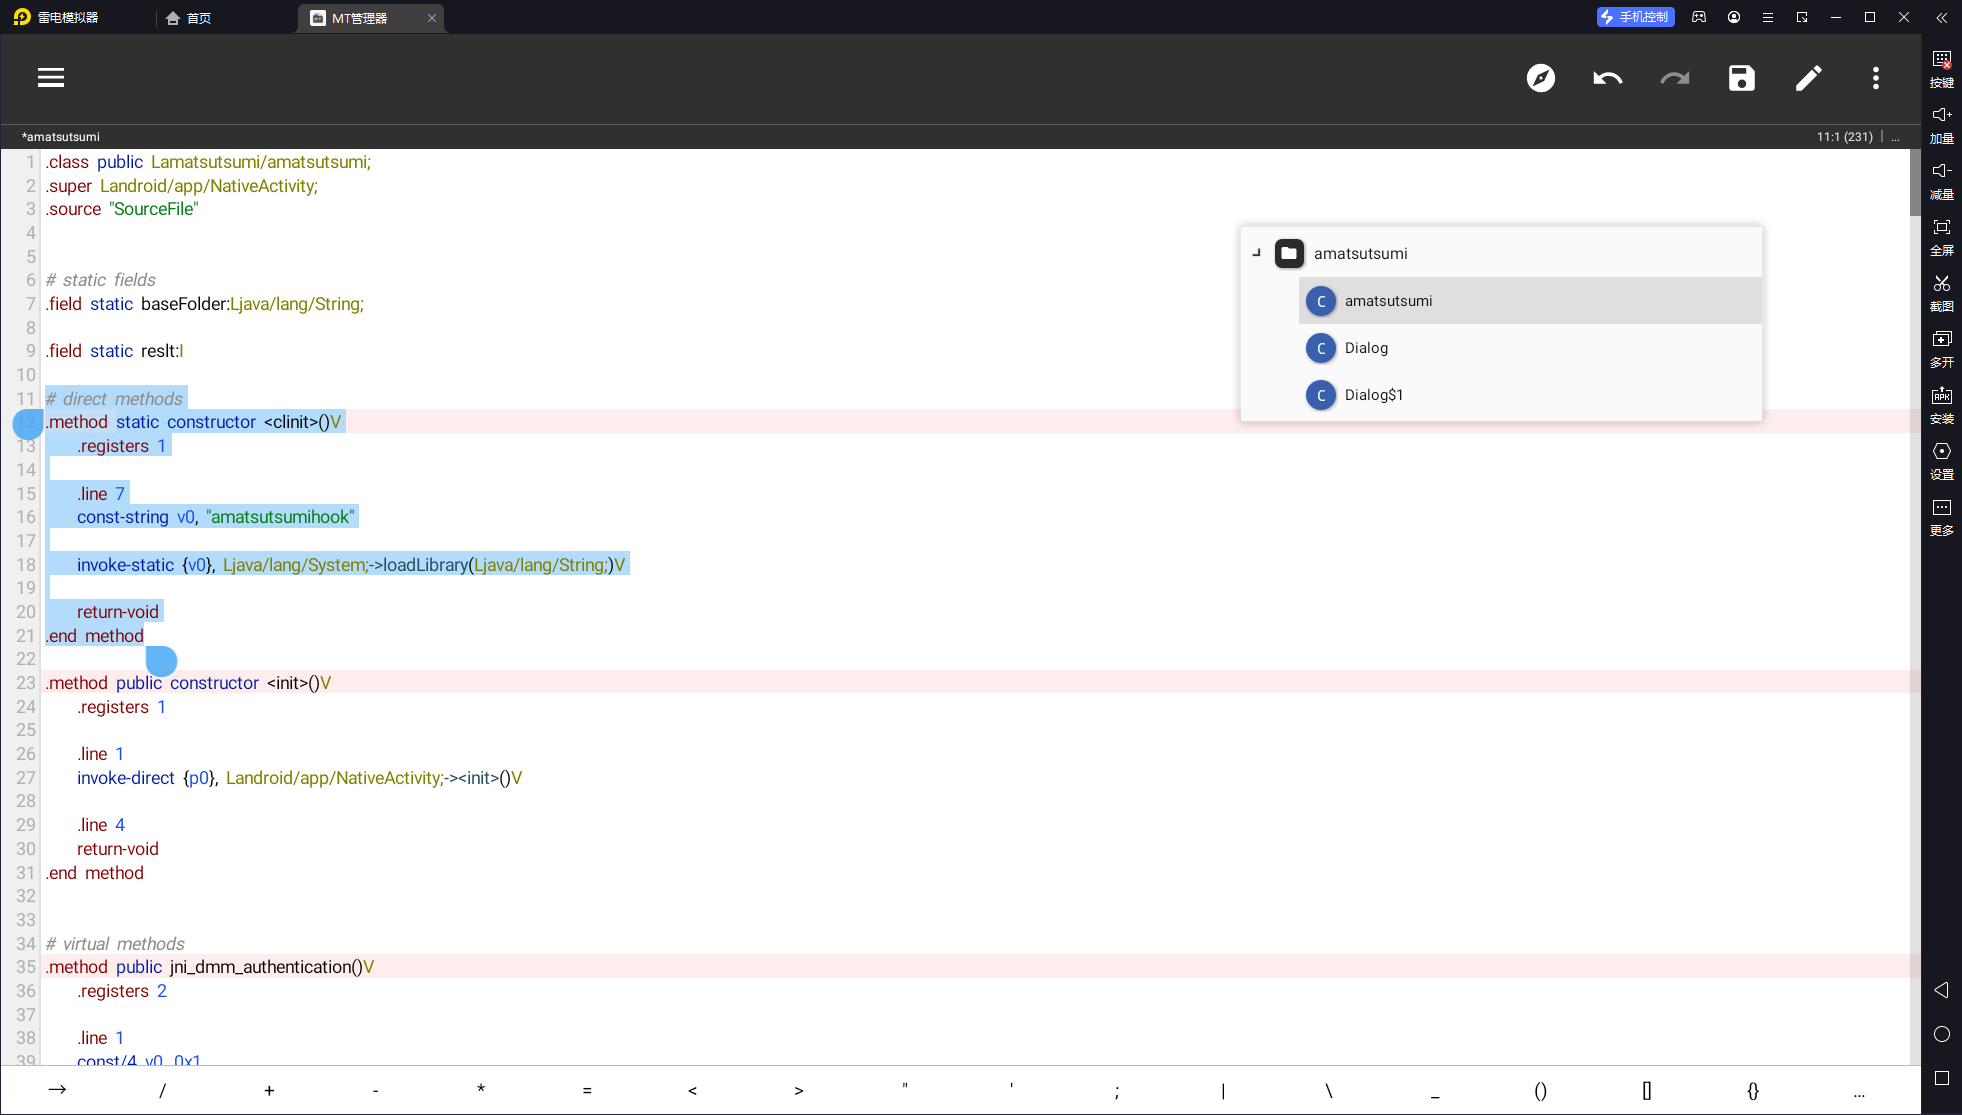 雷电模拟器 首页 MT管理器 手机控制
*amatsutsumi 11:1 (231) ...
1 .class public Lamatsutsumi/amatsutsumi;
2 .super Landroid/app/NativeActivity;
3 .source "SourceFile"
4
5
6 # static fields
7 .field static baseFolder:Ljava/lang/String;
8
9 .field static reslt:I
10
11 # direct methods
12 .method static constructor <clinit>()V
13 .registers 1
14
15 .line 7
16 const-string v0, "amatsutsumihook"
17
18 invoke-static {v0}, Ljava/lang/System;->loadLibrary(Ljava/lang/String;)V
19
20 return-void
21 .end method
22
23 .method public constructor <init>()V
24 .registers 1
25
26 .line 1
27 invoke-direct {p0}, Landroid/app/NativeActivity;-><init>()V
28
29 .line 4
30 return-void
31 .end method
32
33
34 # virtual methods
35 .method public jni_dmm_authentication()V
36 .registers 2
37
38 .line 1
39 const/4 v0, 0x1
→ / + - * = < > " ' ; | \ _ () [] {} ...
amatsutsumi
C amatsutsumi
C Dialog
C Dialog$1
按键
加量
减量
全屏
截图
多开
APK
安装
设置
更多